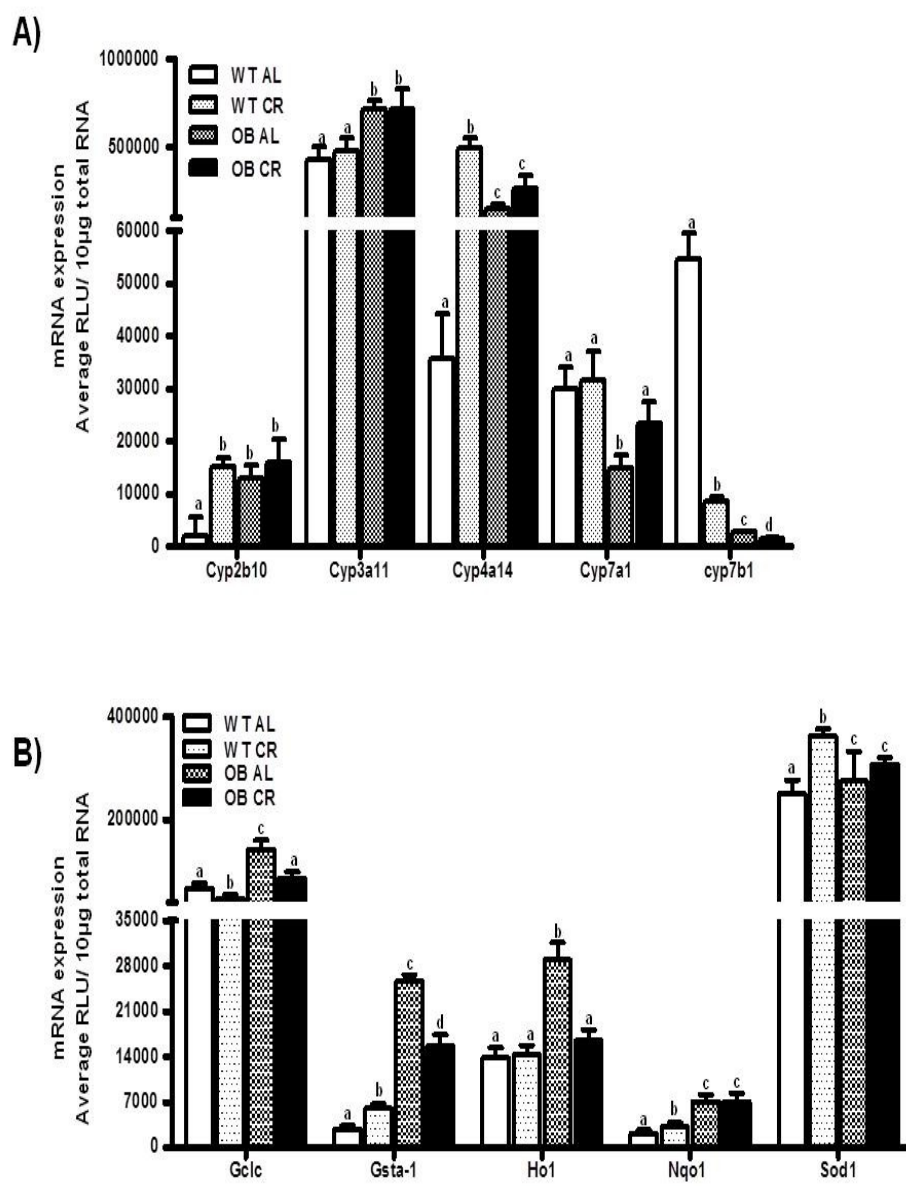 A)
mRNA expression
Average RLU/ 10µg total RNA
1000000
500000
60000
50000
40000
30000
20000
10000
0
WT AL
WT CR
OB AL
OB CR
a b b b
a a b b
a b c c
a a b a
a b c d
Cyp2b10 Cyp3a11 Cyp4a14 Cyp7a1 cyp7b1
B)
mRNA expression
Average RLU/ 10µg total RNA
400000
200000
35000
28000
21000
14000
7000
0
WT AL
WT CR
OB AL
OB CR
a b c a
a b c d
a a b a
a b c c
a b c c
Gclc Gsta-1 Ho1 Nqo1 Sod1